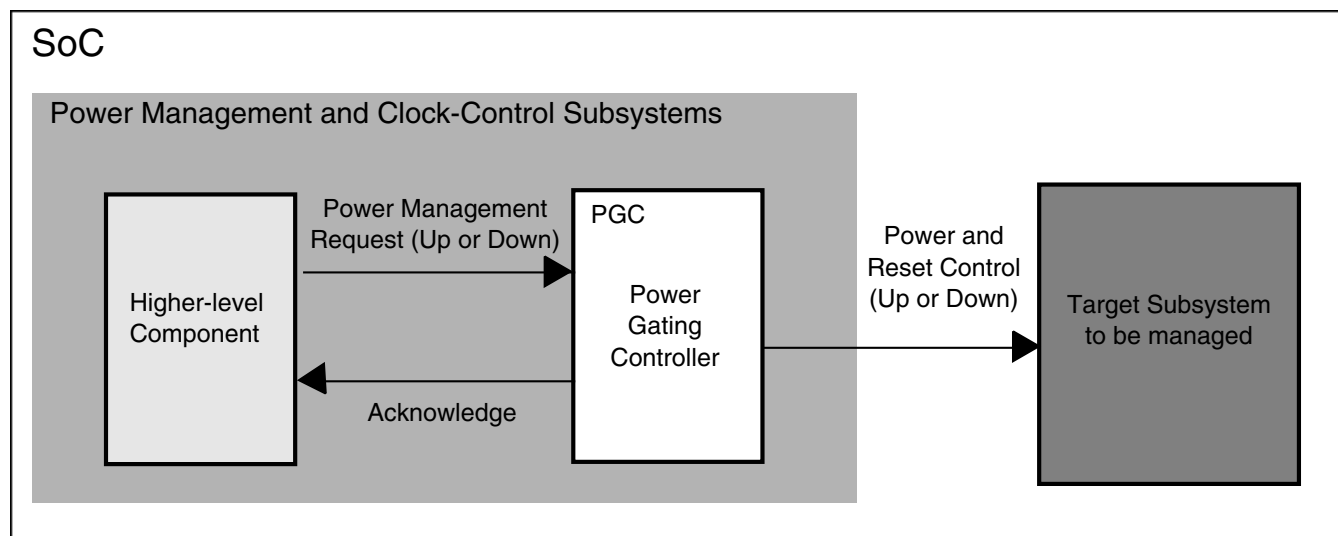 SoC
Power Management and Clock-Control Subsystems
Higher-level
Component
Power Management
Request (Up or Down)
Acknowledge
PGC
Power
Gating
Controller
Power and
Reset Control
(Up or Down)
Target Subsystem
to be managed